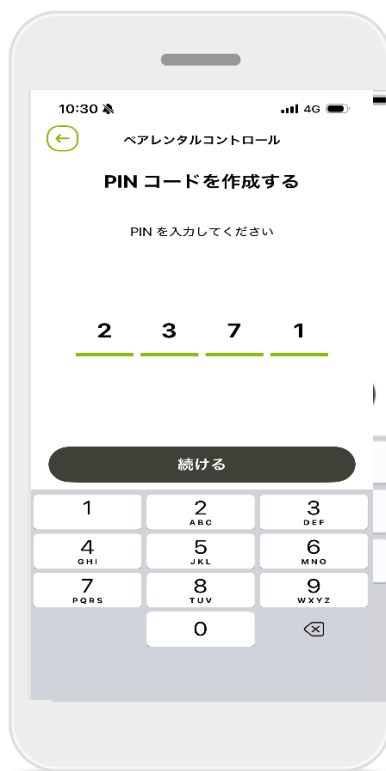 10:30 4G
ペアレンタルコントロール
PIN コードを作成する
PIN を入力してください
2 3 7 1
続ける
1 2 3
ABC DEF
4 5 6
GHI JKL MNO
7 8 9
PQRS TUV WXYZ
0